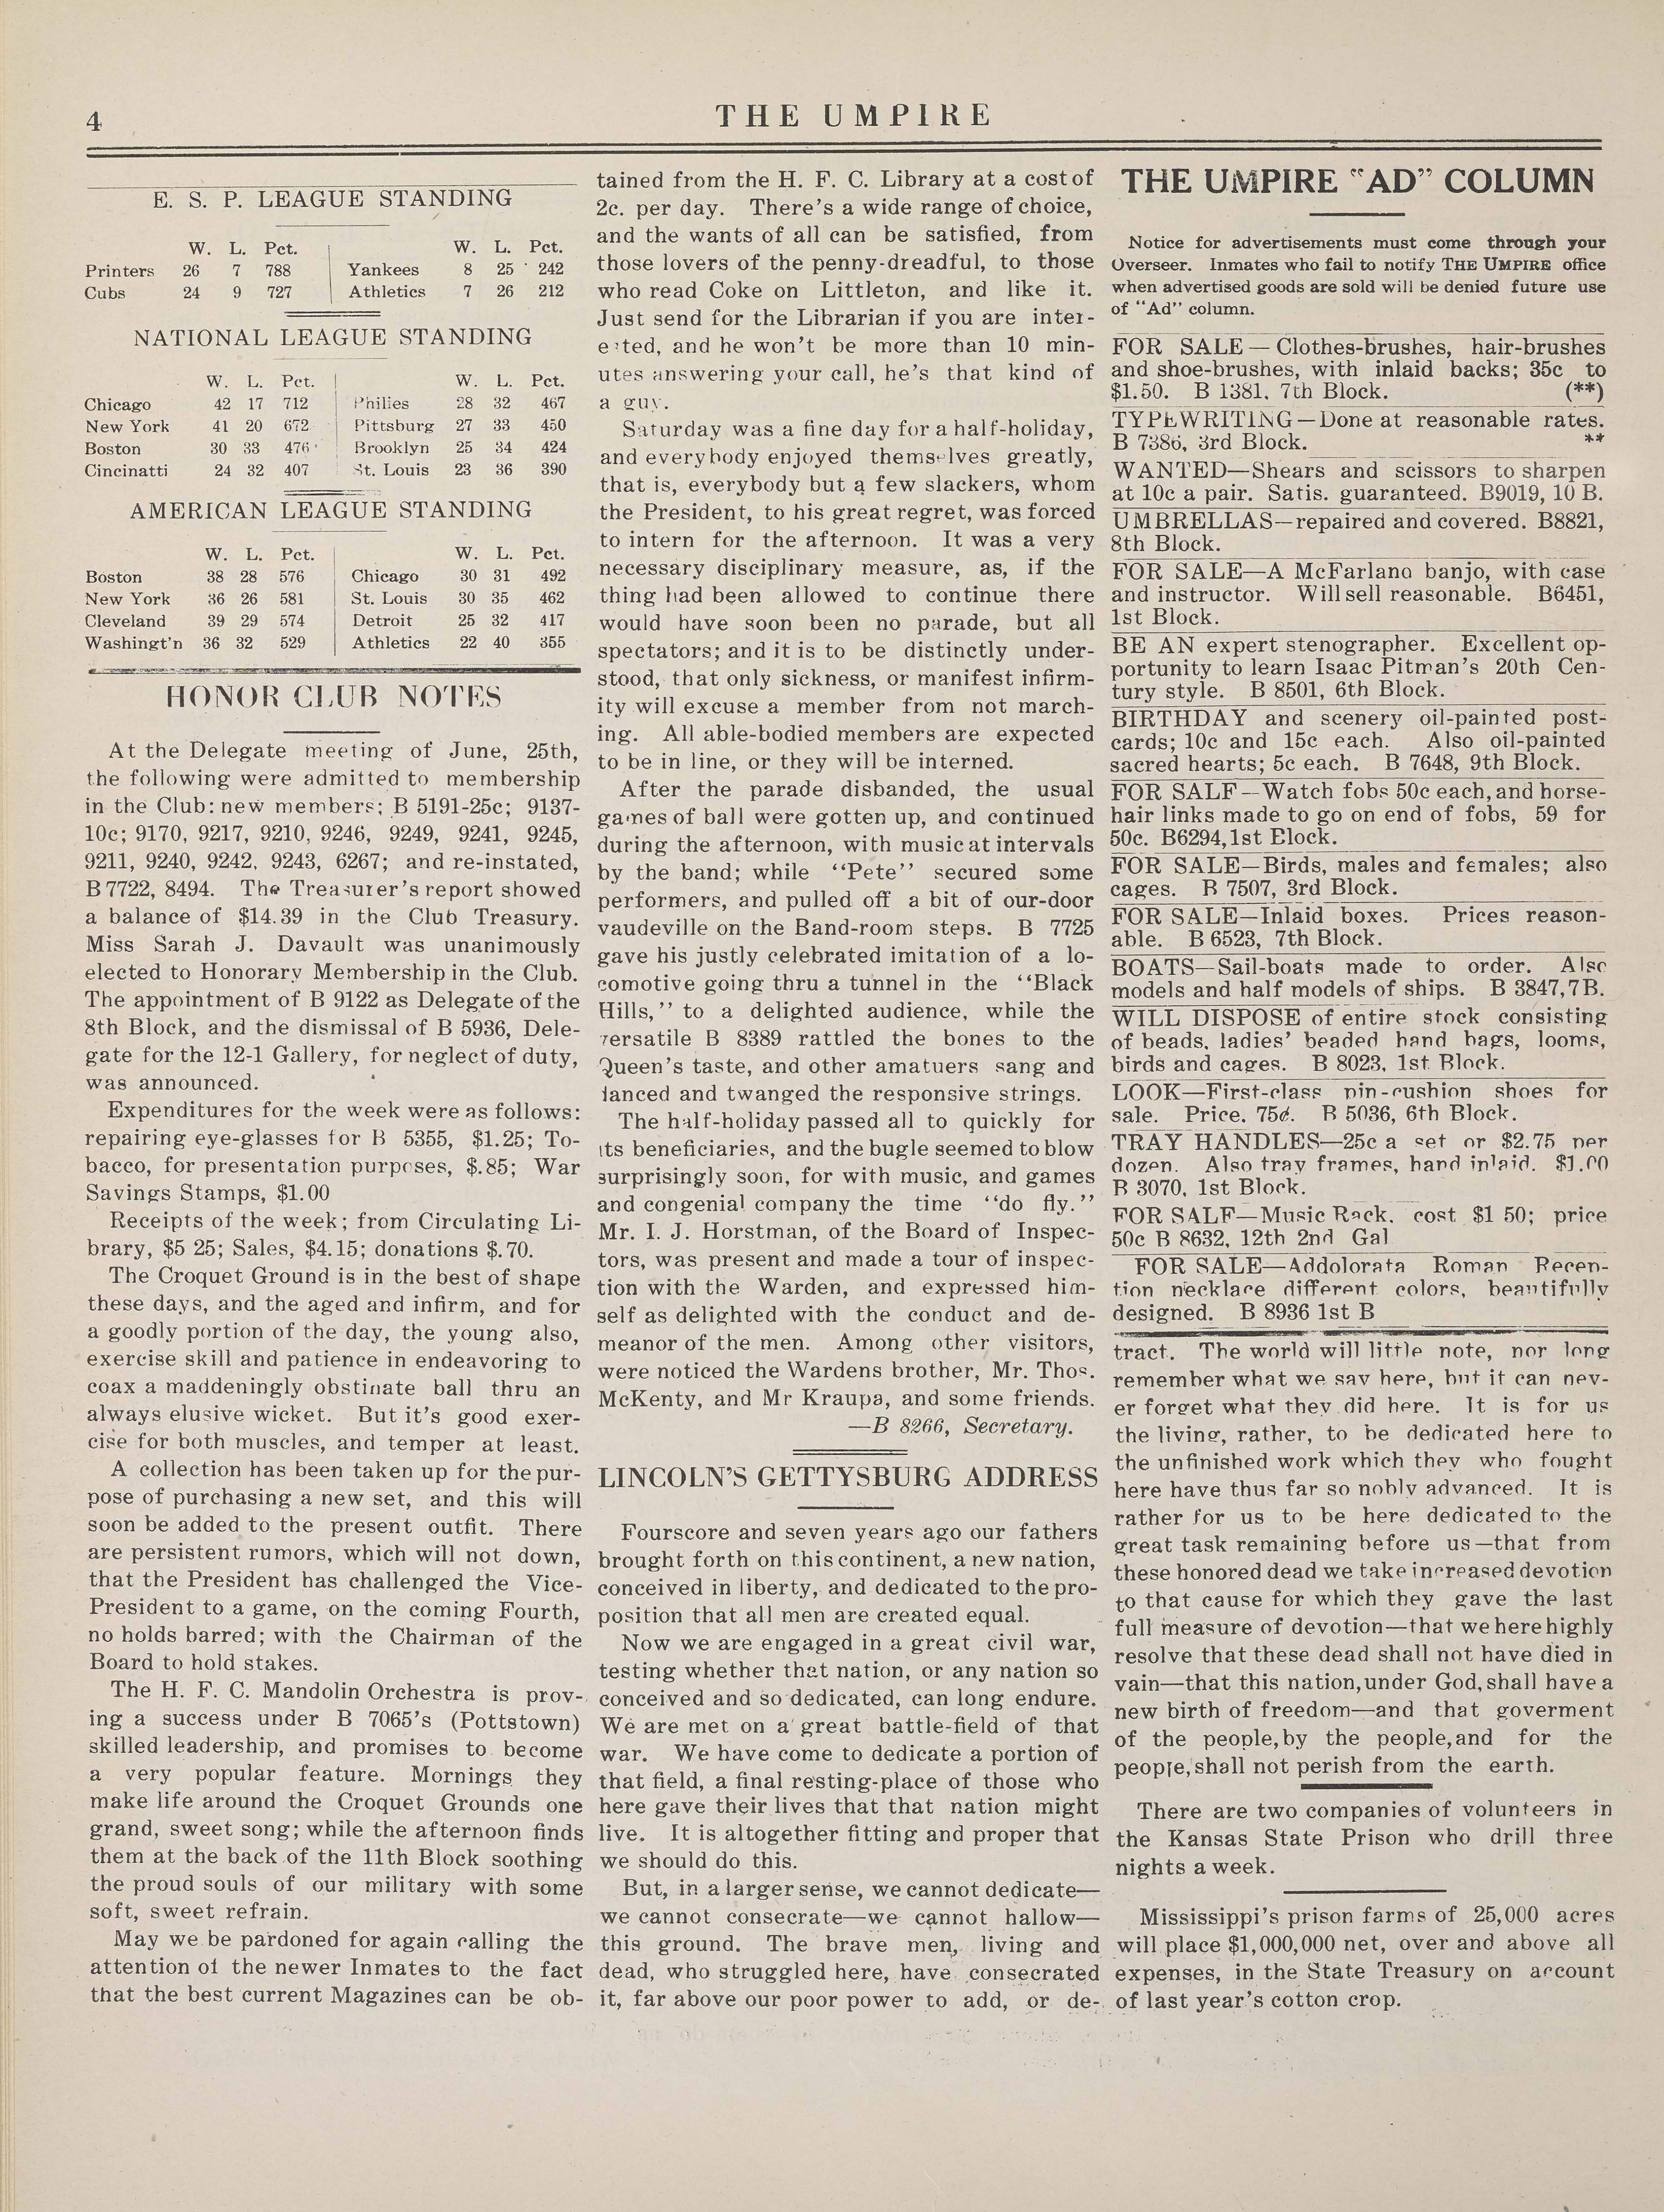 4
THE UMPIRE
E. S. P. LEAGUE STANDING
W. L. Pct. W. L. Pct.
Printers 26 7 788 Yankees 8 25 242
Cubs 24 9 727 Athletics 7 26 212
NATIONAL LEAGUE STANDING
W. L. Pct. W. L. Pct.
Chicago 42 17 712 Philies 28 32 467
New York 41 20 672 Pittsburg 27 33 450
Boston 30 33 476 Brooklyn 25 34 424
Cincinatti 24 32 407 St. Louis 23 36 390
AMERICAN LEAGUE STANDING
W. L. Pct. W. L. Pct.
Boston 38 28 576 Chicago 30 31 492
New York 36 26 581 St. Louis 30 35 462
Cleveland 39 29 574 Detroit 25 32 417
Washingt'n 36 32 529 Athletics 22 40 355
HONOR CLUB NOTES
At the Delegate meeting of June, 25th,
the following were admitted to membership
in the Club: new members; B 5191-25c; 9137-
10c; 9170, 9217, 9210, 9246, 9249, 9241, 9245,
9211, 9240, 9242, 9243, 6267; and re-instated,
B 7722, 8494. The Treasurer's report showed
a balance of $14.39 in the Club Treasury.
Miss Sarah J. Davault was unanimously
elected to Honorary Membership in the Club.
The appointment of B 9122 as Delegate of the
8th Block, and the dismissal of B 5936, Dele-
gate for the 12-1 Gallery, for neglect of duty,
was announced.
Expenditures for the week were as follows:
repairing eye-glasses for B 5355, $1.25; To-
bacco, for presentation purposes, $.85; War
Savings Stamps, $1.00
Receipts of the week; from Circulating Li-
brary, $5 25; Sales, $4.15; donations $.70.
The Croquet Ground is in the best of shape
these days, and the aged and infirm, and for
a goodly portion of the day, the young also,
exercise skill and patience in endeavoring to
coax a maddeningly obstinate ball thru an
always elusive wicket. But it's good exer-
cise for both muscles, and temper at least.
A collection has been taken up for the pur-
pose of purchasing a new set, and this will
soon be added to the present outfit. There
are persistent rumors, which will not down,
that the President has challenged the Vice-
President to a game, on the coming Fourth,
no holds barred; with the Chairman of the
Board to hold stakes.
The H. F. C. Mandolin Orchestra is prov-
ing a success under B 7065's (Pottstown)
skilled leadership, and promises to become
a very popular feature. Mornings they
make life around the Croquet Grounds one
grand, sweet song; while the afternoon finds
them at the back of the 11th Block soothing
the proud souls of our military with some
soft, sweet refrain.
May we be pardoned for again calling the
attention of the newer Inmates to the fact
that the best current Magazines can be ob-
tained from the H. F. C. Library at a cost of
2c. per day. There's a wide range of choice,
and the wants of all can be satisfied, from
those lovers of the penny-dreadful, to those
who read Coke on Littleton, and like it.
Just send for the Librarian if you are inter-
e:ted, and he won't be more than 10 min-
utes answering your call, he's that kind of
a guy.
Saturday was a fine day for a half-holiday,
and everybody enjoyed themselves greatly,
that is, everybody but a few slackers, whom
the President, to his great regret, was forced
to intern for the afternoon. It was a very
necessary disciplinary measure, as, if the
thing had been allowed to continue there
would have soon been no parade, but all
spectators; and it is to be distinctly under-
stood, that only sickness, or manifest infirm-
ity will excuse a member from not march-
ing. All able-bodied members are expected
to be in line, or they will be interned.
After the parade disbanded, the usual
games of ball were gotten up, and continued
during the afternoon, with music at intervals
by the band; while "Pete" secured some
performers, and pulled off a bit of our-door
vaudeville on the Band-room steps. B 7725
gave his justly celebrated imitation of a lo-
comotive going thru a tunnel in the "Black
Hills," to a delighted audience, while the
versatile B 8389 rattled the bones to the
Queen's taste, and other amatuers sang and
danced and twanged the responsive strings.
The half-holiday passed all to quickly for
its beneficiaries, and the bugle seemed to blow
surprisingly soon, for with music, and games
and congenial company the time "do fly."
Mr. I. J. Horstman, of the Board of Inspec-
tors, was present and made a tour of inspec-
tion with the Warden, and expressed him-
self as delighted with the conduct and de-
meanor of the men. Among other visitors,
were noticed the Wardens brother, Mr. Thos.
McKenty, and Mr Kraupa, and some friends.
—B 8266, Secretary.
LINCOLN'S GETTYSBURG ADDRESS
Fourscore and seven years ago our fathers
brought forth on this continent, a new nation,
conceived in liberty, and dedicated to the pro-
position that all men are created equal.
Now we are engaged in a great civil war,
testing whether that nation, or any nation so
conceived and so dedicated, can long endure.
We are met on a great battle-field of that
war. We have come to dedicate a portion of
that field, a final resting-place of those who
here gave their lives that that nation might
live. It is altogether fitting and proper that
we should do this.
But, in a larger sense, we cannot dedicate—
we cannot consecrate—we cannot hallow—
this ground. The brave men, living and
dead, who struggled here, have consecrated
it, far above our poor power to add, or de-
THE UMPIRE "AD" COLUMN
Notice for advertisements must come through your
Overseer. Inmates who fail to notify THE UMPIRE office
when advertised goods are sold will be denied future use
of "Ad" column.
FOR SALE — Clothes-brushes, hair-brushes
and shoe-brushes, with inlaid backs; 35c to
$1.50. B 1381, 7th Block. (**)
TYPEWRITING—Done at reasonable rates.
B 7386, 3rd Block. **
WANTED—Shears and scissors to sharpen
at 10c a pair. Satis. guaranteed. B9019, 10 B.
UMBRELLAS—repaired and covered. B8821,
8th Block.
FOR SALE—A McFarland banjo, with case
and instructor. Will sell reasonable. B6451,
1st Block.
BE AN expert stenographer. Excellent op-
portunity to learn Isaac Pitman's 20th Cen-
tury style. B 8501, 6th Block.
BIRTHDAY and scenery oil-painted post-
cards; 10c and 15c each. Also oil-painted
sacred hearts; 5c each. B 7648, 9th Block.
FOR SALE—Watch fobs 50c each, and horse-
hair links made to go on end of fobs, 59 for
50c. B6294, 1st Block.
FOR SALE—Birds, males and females; also
cages. B 7507, 3rd Block.
FOR SALE—Inlaid boxes. Prices reason-
able. B 6523, 7th Block.
BOATS—Sail-boats made to order. Also
models and half models of ships. B 3847, 7B.
WILL DISPOSE of entire stock consisting
of beads, ladies' beaded hand bags, looms,
birds and cages. B 8023, 1st Block.
LOOK—First-class pin-cushion shoes for
sale. Price, 75¢. B 5036, 6th Block.
TRAY HANDLES—25c a set or $2.75 per
dozen. Also tray frames, hand inlaid. $1.00
B 3070, 1st Block.
FOR SALE—Music Rack, cost $1 50; price
50c B 8632, 12th 2nd Gal
FOR SALE—Addolorata Roman Recen-
tion necklace different colors, beautifully
designed. B 8936 1st B
tract. The world will little note, nor long
remember what we say here, but it can nev-
er forget what they did here. It is for us
the living, rather, to be dedicated here to
the unfinished work which they who fought
here have thus far so nobly advanced. It is
rather for us to be here dedicated to the
great task remaining before us—that from
these honored dead we take increased devotion
to that cause for which they gave the last
full measure of devotion—that we here highly
resolve that these dead shall not have died in
vain—that this nation, under God, shall have a
new birth of freedom—and that goverment
of the people, by the people, and for the
people, shall not perish from the earth.
There are two companies of volunteers in
the Kansas State Prison who drill three
nights a week.
Mississippi's prison farms of 25,000 acres
will place $1,000,000 net, over and above all
expenses, in the State Treasury on account
of last year's cotton crop.